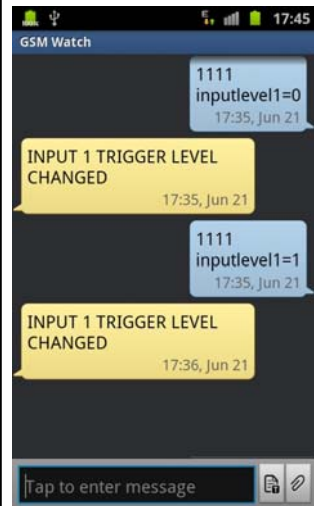 100%
E
17:45
GSM Watch
1111
inputlevel1=0
17:35, Jun 21
INPUT 1 TRIGGER LEVEL
CHANGED
17:35, Jun 21
1111
inputlevel1=1
17:35, Jun 21
INPUT 1 TRIGGER LEVEL
CHANGED
17:36, Jun 21
Tap to enter message